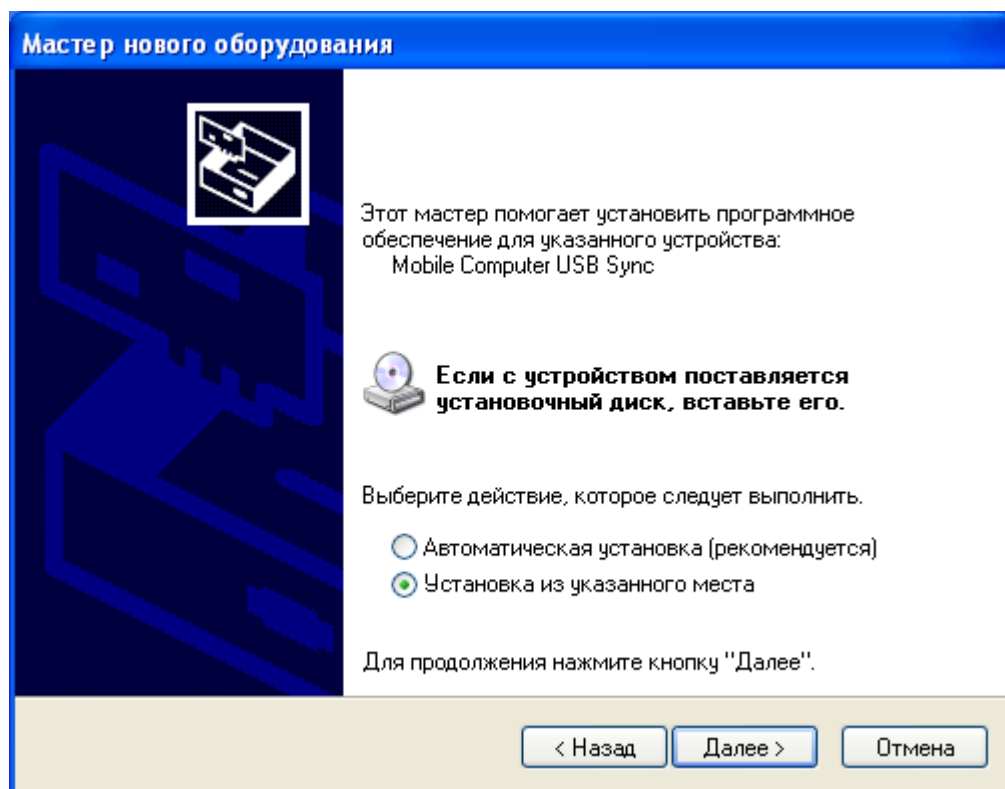 Мастер нового оборудования
Этот мастер помогает установить программное
обеспечение для указанного устройства:
Mobile Computer USB Sync
Если с устройством поставляется
установочный диск, вставьте его.
Выберите действие, которое следует выполнить.
Автоматическая установка (рекомендуется)
Установка из указанного места
Для продолжения нажмите кнопку "Далее".
< Назад
Далее >
Отмена